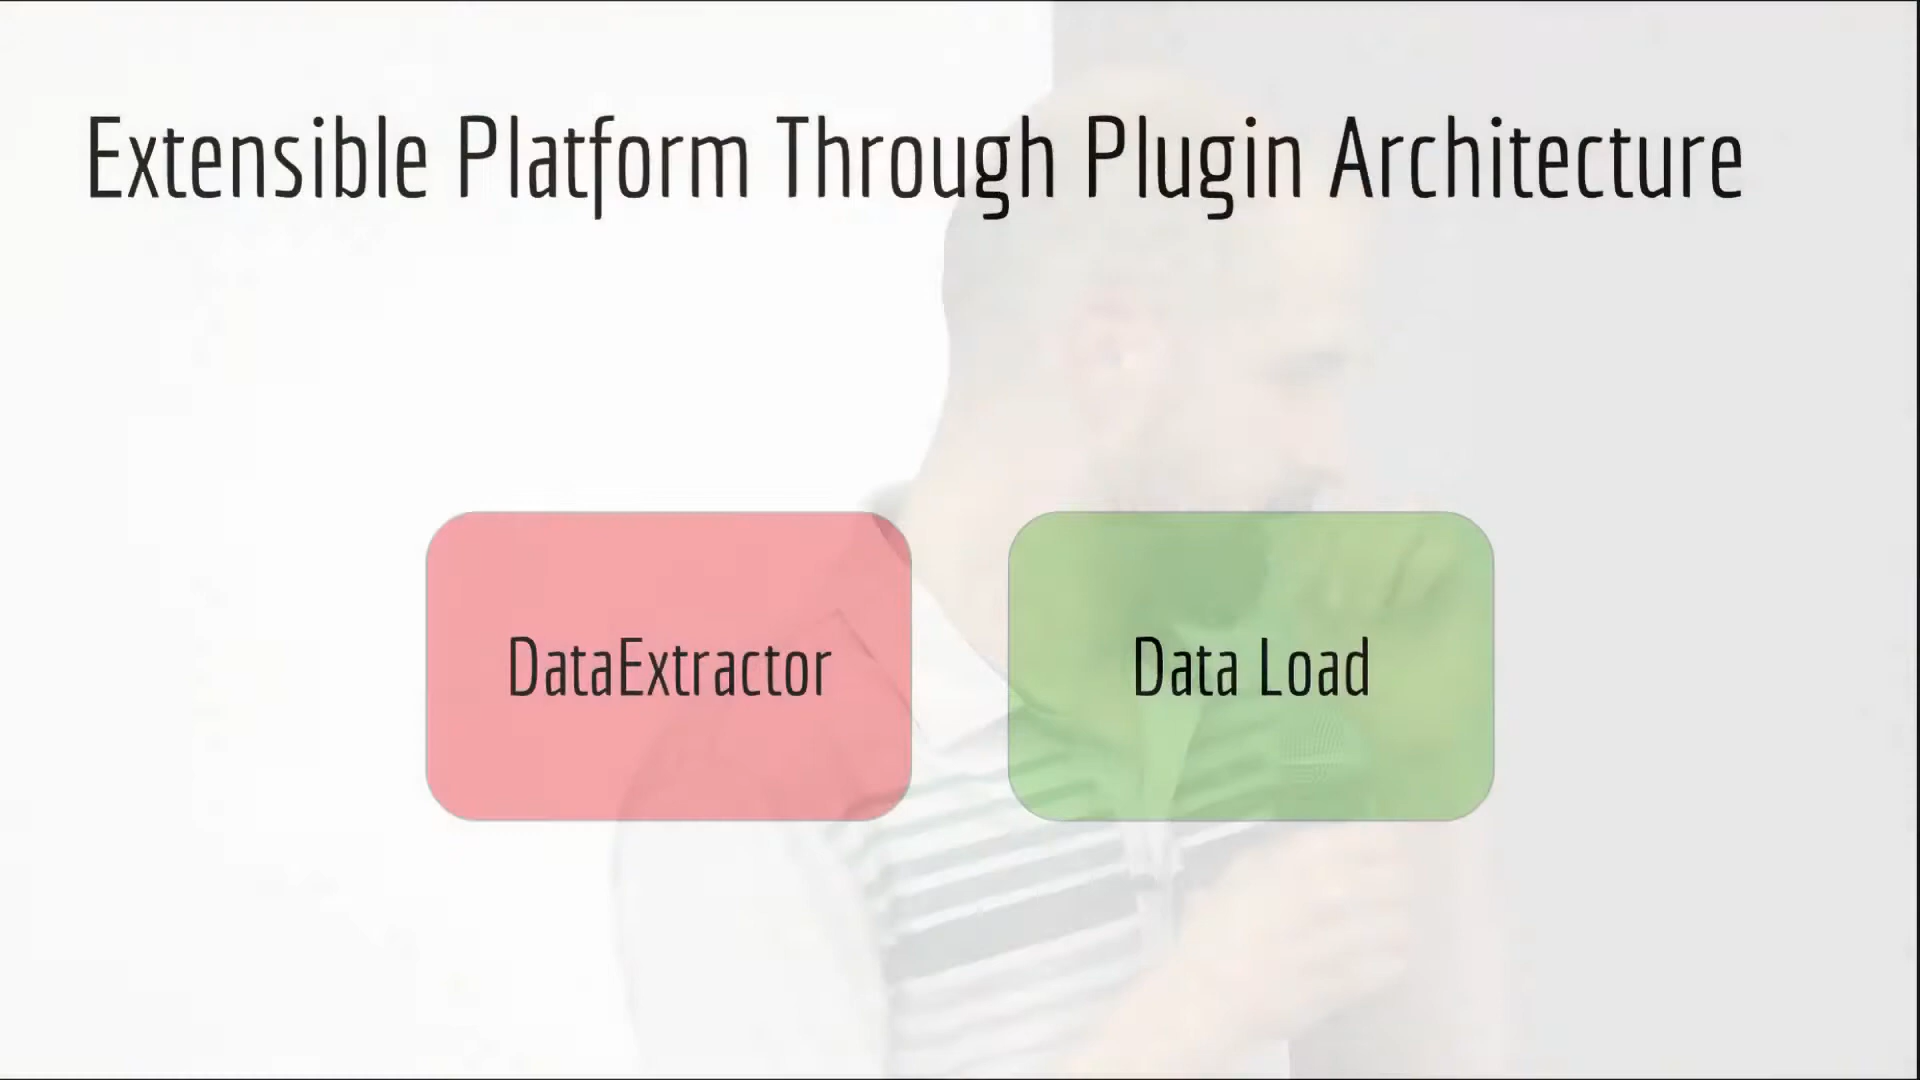 Extensible Platform Through Plugin Architecture
DataExtractor
Data Load